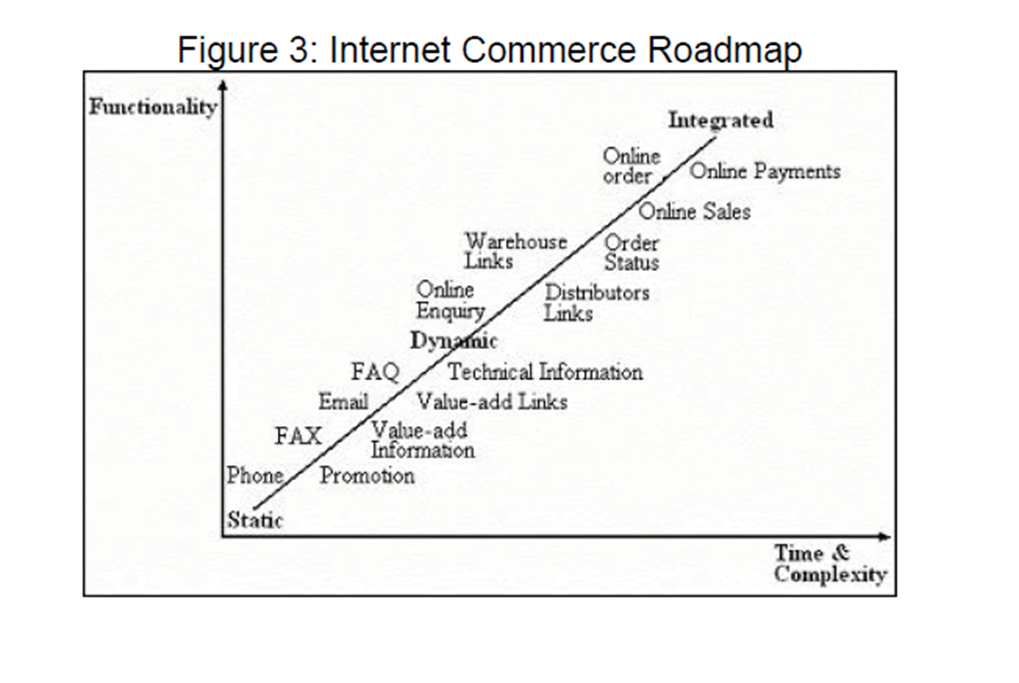 Figure 3: Internet Commerce Roadmap
Functionality
Integrated
Online
order
Online Payments
Online Sales
Warehouse
Links
Order
Status
Online
Enquiry
Distributors
Links
Dynamic
FAQ
Technical Information
Email
Value-add Links
FAX
Value-add
Information
Phone
Promotion
Static
Time &
Complexity